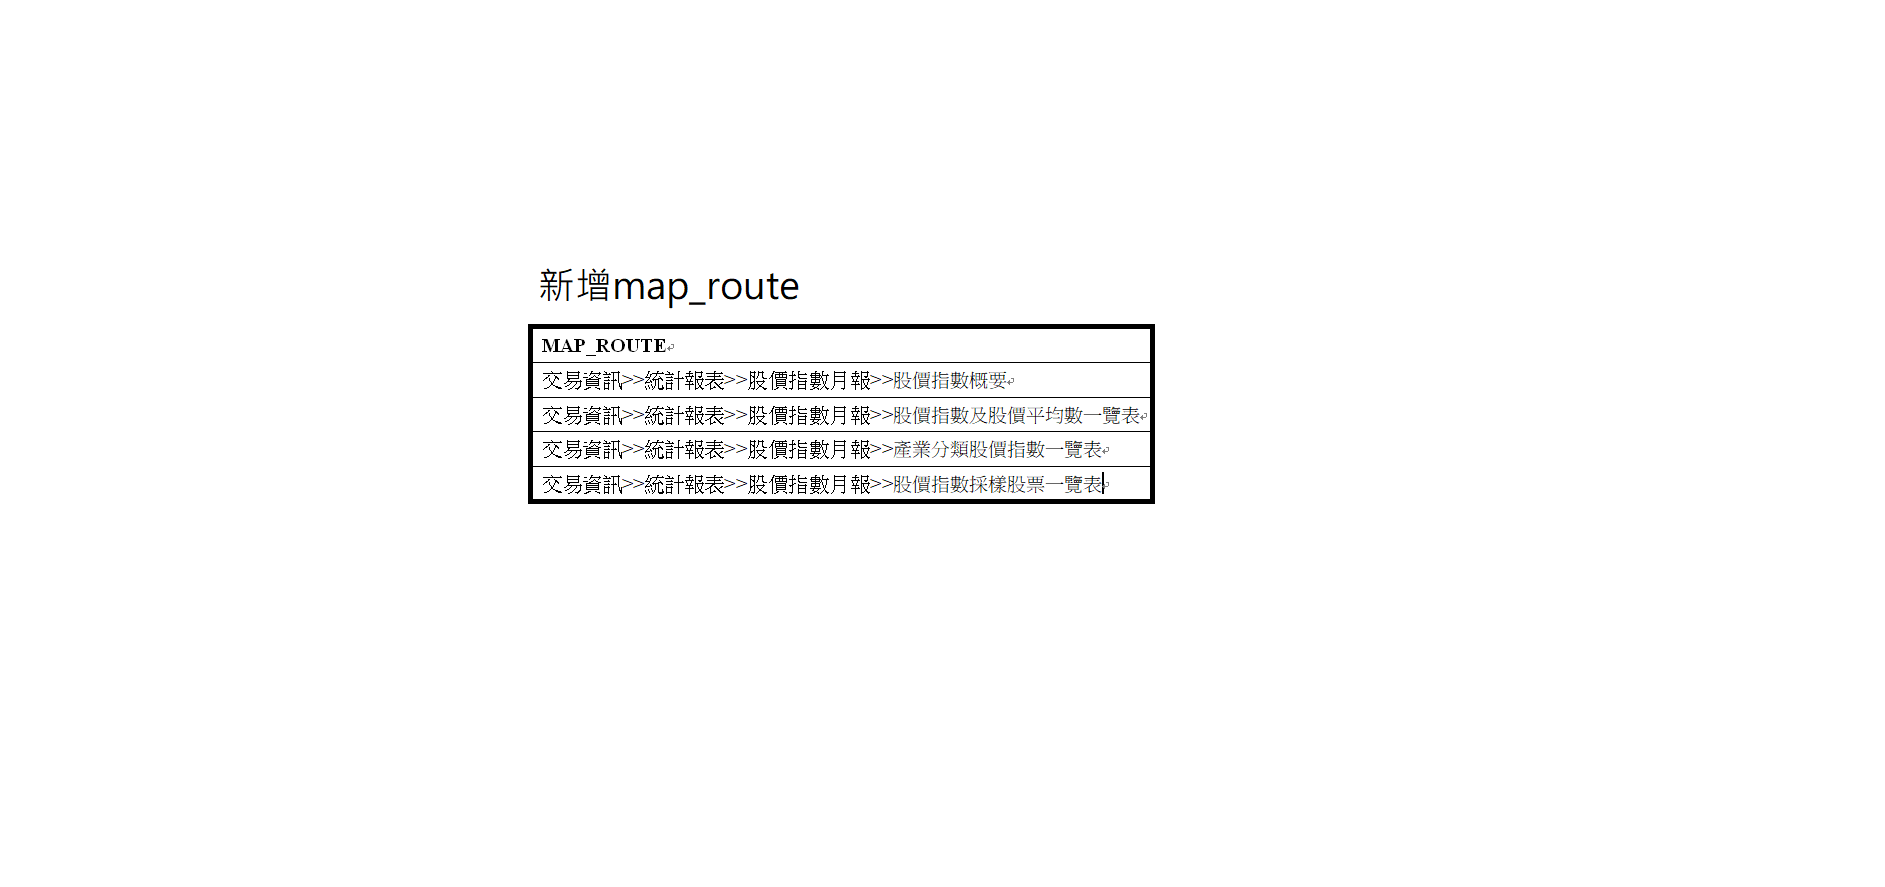 新增map_route
MAP_ROUTE
交易資訊>>統計報表>>股價指數月報>>股價指數概要
交易資訊>>統計報表>>股價指數月報>>股價指數及股價平均數一覽表
交易資訊>>統計報表>>股價指數月報>>產業分類股價指數一覽表
交易資訊>>統計報表>>股價指數月報>>股價指數採樣股票一覽表